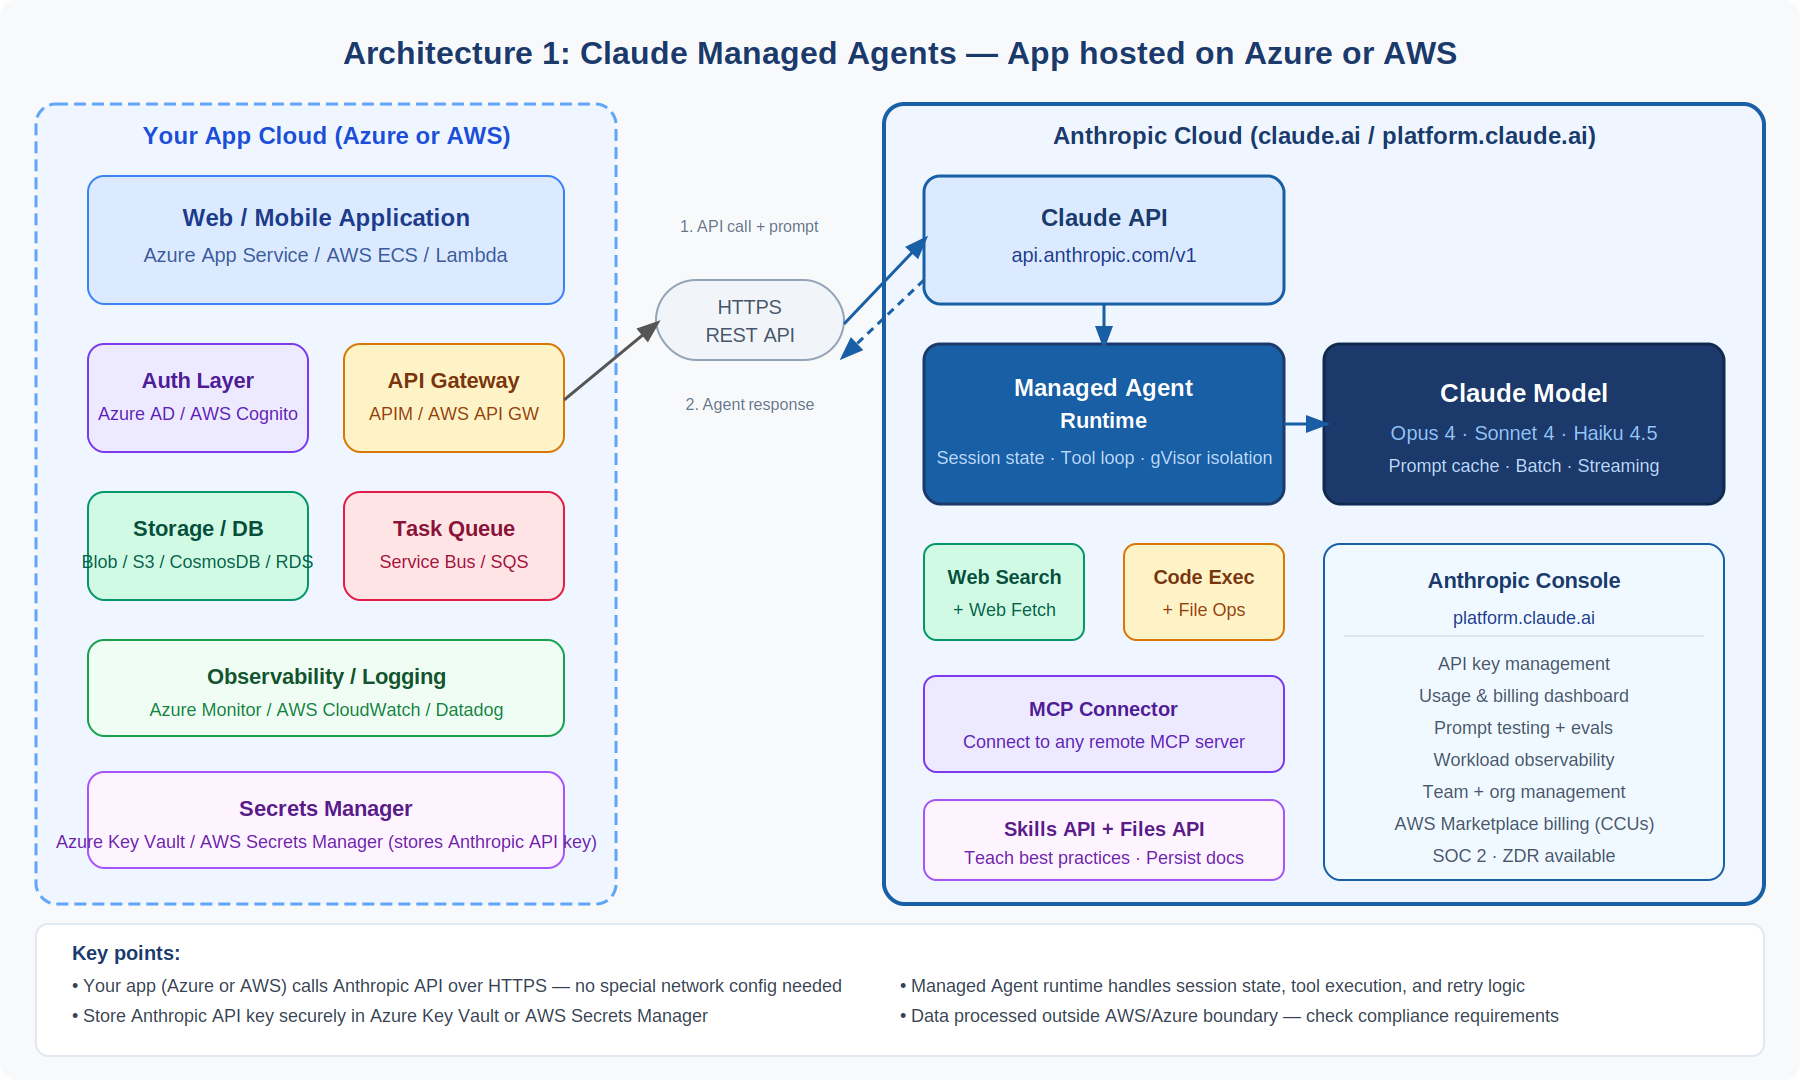 Architecture 1: Claude Managed Agents — App hosted on Azure or AWS
Your App Cloud (Azure or AWS)
Web / Mobile Application
Azure App Service / AWS ECS / Lambda
Auth Layer
Azure AD / AWS Cognito
API Gateway
APIM / AWS API GW
Storage / DB
Blob / S3 / CosmosDB / RDS
Task Queue
Service Bus / SQS
Observability / Logging
Azure Monitor / AWS CloudWatch / Datadog
Secrets Manager
Azure Key Vault / AWS Secrets Manager (stores Anthropic API key)
1. API call + prompt
HTTPS
REST API
2. Agent response
Anthropic Cloud (claude.ai / platform.claude.ai)
Claude API
api.anthropic.com/v1
Managed Agent
Runtime
Session state · Tool loop · gVisor isolation
Claude Model
Opus 4 · Sonnet 4 · Haiku 4.5
Prompt cache · Batch · Streaming
Web Search
+ Web Fetch
Code Exec
+ File Ops
MCP Connector
Connect to any remote MCP server
Skills API + Files API
Teach best practices · Persist docs
Anthropic Console
platform.claude.ai
API key management
Usage & billing dashboard
Prompt testing + evals
Workload observability
Team + org management
AWS Marketplace billing (CCUs)
SOC 2 · ZDR available
Key points:
• Your app (Azure or AWS) calls Anthropic API over HTTPS — no special network config needed
• Store Anthropic API key securely in Azure Key Vault or AWS Secrets Manager
• Managed Agent runtime handles session state, tool execution, and retry logic
• Data processed outside AWS/Azure boundary — check compliance requirements